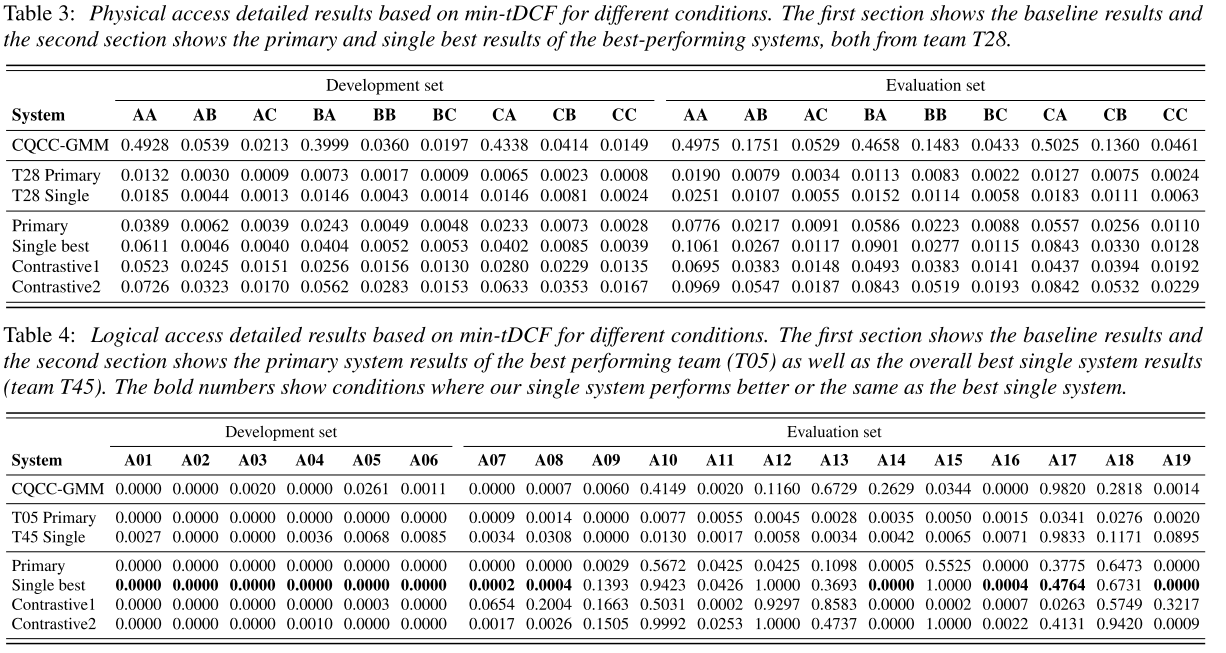 Table 3: Physical access detailed results based on min-tDCF for different conditions. The first section shows the baseline results and
the second section shows the primary and single best results of the best-performing systems, both from team T28.
Development set Evaluation set
System AA AB AC BA BB BC CA CB CC AA AB AC BA BB BC CA CB CC
CQCC-GMM 0.4928 0.0539 0.0213 0.3999 0.0360 0.0197 0.4338 0.0414 0.0149 0.4975 0.1751 0.0529 0.4658 0.1483 0.0433 0.5025 0.1360 0.0461
T28 Primary 0.0132 0.0030 0.0009 0.0073 0.0017 0.0009 0.0065 0.0023 0.0008 0.0190 0.0079 0.0034 0.0113 0.0083 0.0022 0.0127 0.0075 0.0024
T28 Single 0.0185 0.0044 0.0013 0.0146 0.0043 0.0014 0.0146 0.0081 0.0024 0.0251 0.0107 0.0055 0.0152 0.0114 0.0058 0.0183 0.0111 0.0063
Primary 0.0389 0.0062 0.0039 0.0243 0.0049 0.0048 0.0233 0.0073 0.0028 0.0776 0.0217 0.0091 0.0586 0.0223 0.0088 0.0557 0.0256 0.0110
Single best 0.0611 0.0046 0.0040 0.0404 0.0052 0.0053 0.0402 0.0085 0.0039 0.1061 0.0267 0.0117 0.0901 0.0277 0.0115 0.0843 0.0330 0.0128
Contrastive1 0.0523 0.0245 0.0151 0.0256 0.0156 0.0130 0.0280 0.0229 0.0135 0.0695 0.0383 0.0148 0.0493 0.0383 0.0141 0.0437 0.0394 0.0192
Contrastive2 0.0726 0.0323 0.0170 0.0562 0.0283 0.0153 0.0633 0.0353 0.0167 0.0969 0.0547 0.0187 0.0843 0.0519 0.0193 0.0842 0.0532 0.0229
Table 4: Logical access detailed results based on min-tDCF for different conditions. The first section shows the baseline results and
the second section shows the primary system results of the best performing team (T05) as well as the overall best single system results
(team T45). The bold numbers show conditions where our single system performs better or the same as the best single system.
Development set Evaluation set
System A01 A02 A03 A04 A05 A06 A07 A08 A09 A10 A11 A12 A13 A14 A15 A16 A17 A18 A19
CQCC-GMM 0.0000 0.0000 0.0020 0.0000 0.0261 0.0011 0.0000 0.0007 0.0060 0.4149 0.0020 0.1160 0.6729 0.2629 0.0344 0.0000 0.9820 0.2818 0.0014
T05 Primary 0.0000 0.0000 0.0000 0.0000 0.0000 0.0000 0.0009 0.0014 0.0000 0.0077 0.0055 0.0045 0.0028 0.0035 0.0050 0.0015 0.0341 0.0276 0.0020
T45 Single 0.0027 0.0000 0.0000 0.0036 0.0068 0.0085 0.0034 0.0308 0.0000 0.0130 0.0017 0.0058 0.0034 0.0042 0.0065 0.0071 0.9833 0.1171 0.0895
Primary 0.0000 0.0000 0.0000 0.0000 0.0000 0.0000 0.0000 0.0000 0.0029 0.5672 0.0425 0.0425 0.1098 0.0005 0.5525 0.0000 0.3775 0.6473 0.0000
Single best 0.0000 0.0000 0.0000 0.0000 0.0000 0.0000 0.0002 0.0004 0.1393 0.9423 0.0426 1.0000 0.3693 0.0000 1.0000 0.0004 0.4764 0.6731 0.0000
Contrastive1 0.0000 0.0000 0.0000 0.0000 0.0003 0.0000 0.0654 0.2004 0.1663 0.5031 0.0002 0.9297 0.8583 0.0000 0.0002 0.0007 0.0263 0.5749 0.3217
Contrastive2 0.0000 0.0000 0.0000 0.0010 0.0000 0.0000 0.0017 0.0026 0.1505 0.9992 0.0253 1.0000 0.4737 0.0000 1.0000 0.0022 0.4131 0.9420 0.0009